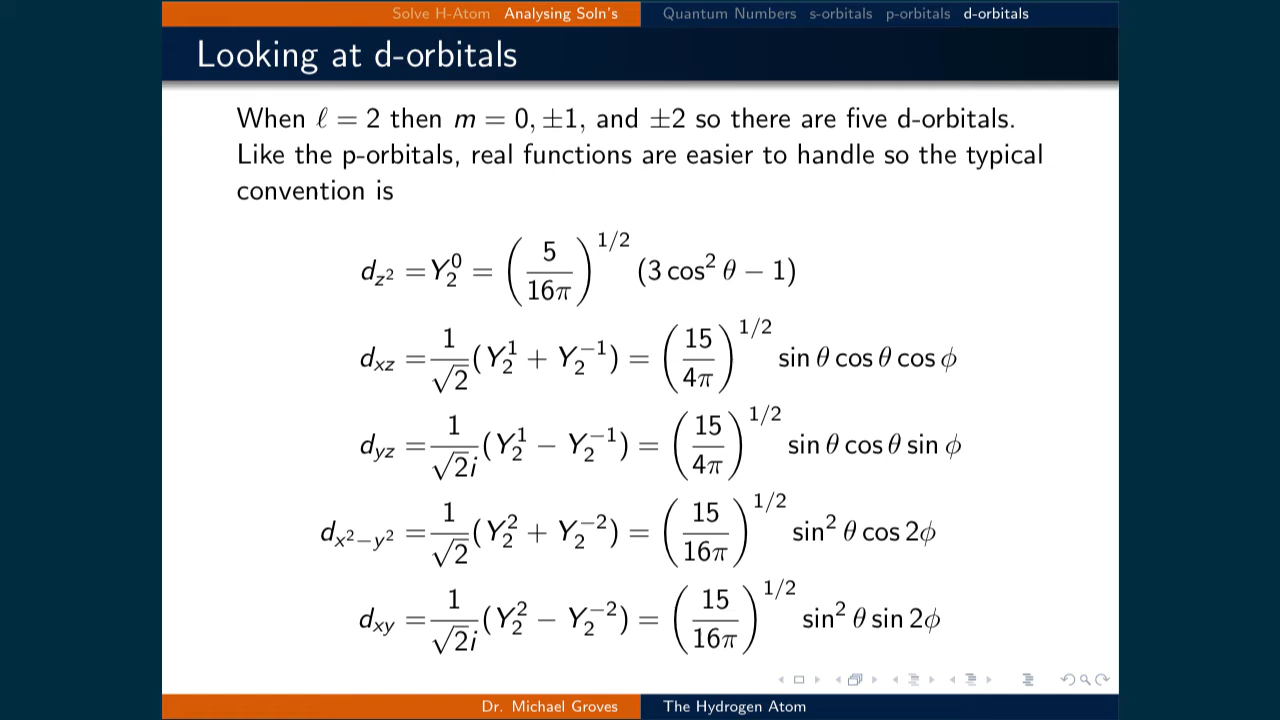 Solve H-Atom Analysing Soln's Quantum Numbers s-orbitals p-orbitals d-orbitals
Looking at d-orbitals
When ℓ = 2 then m = 0, ±1, and ±2 so there are five d-orbitals.
Like the p-orbitals, real functions are easier to handle so the typical
convention is
d_{z²} = Y_2^0 = (5/16π)^{1/2} (3 cos² θ − 1)
d_{xz} = 1/√2 (Y_2^1 + Y_2^{−1}) = (15/4π)^{1/2} sin θ cos θ cos ϕ
d_{yz} = 1/√2i (Y_2^1 − Y_2^{−1}) = (15/4π)^{1/2} sin θ cos θ sin ϕ
d_{x²−y²} = 1/√2 (Y_2^2 + Y_2^{−2}) = (15/16π)^{1/2} sin² θ cos 2ϕ
d_{xy} = 1/√2i (Y_2^2 − Y_2^{−2}) = (15/16π)^{1/2} sin² θ sin 2ϕ
Dr. Michael Groves The Hydrogen Atom